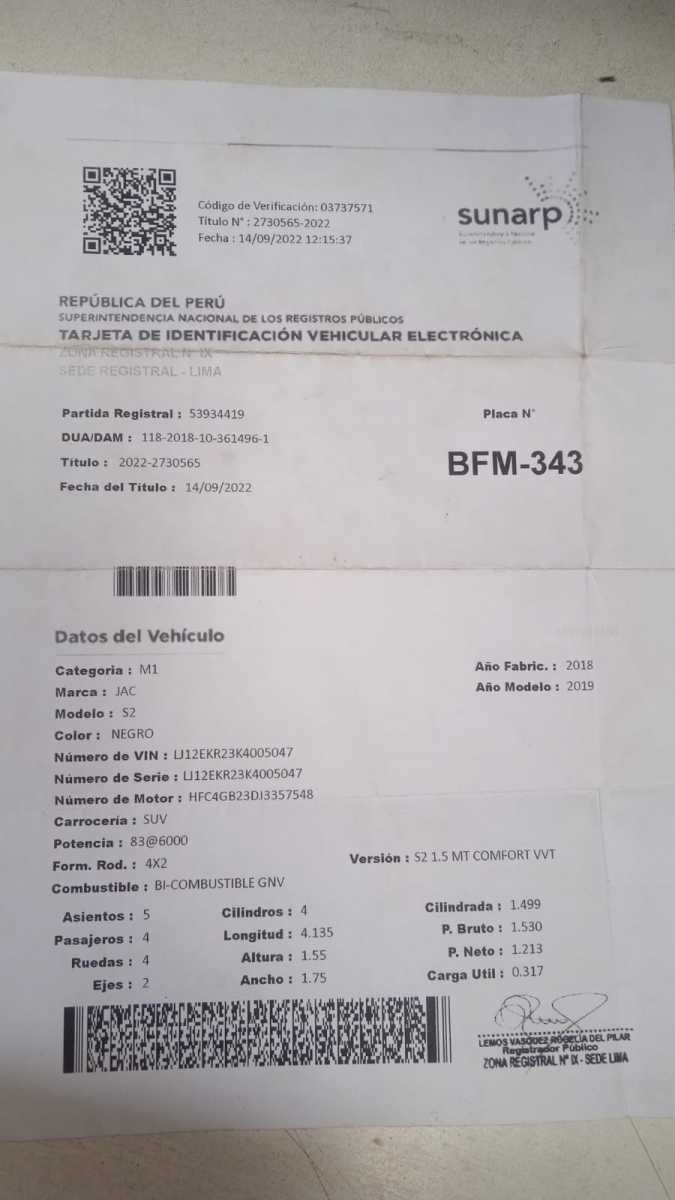 Código de Verificación: 03737571
Título N° : 2730565-2022
Fecha : 14/09/2022 12:15:37
sunarp
Superintendencia Nacional
de los Registros Públicos
REPÚBLICA DEL PERÚ
SUPERINTENDENCIA NACIONAL DE LOS REGISTROS PÚBLICOS
TARJETA DE IDENTIFICACIÓN VEHICULAR ELECTRÓNICA
ZONA REGISTRAL N° IX
SEDE REGISTRAL - LIMA
Partida Registral : 53934419
Placa N°
DUA/DAM : 118-2018-10-361496-1
Título : 2022-2730565
BFM-343
Fecha del Título : 14/09/2022
Datos del Vehículo
Categoria : M1
Año Fabric. : 2018
Marca : JAC
Año Modelo : 2019
Modelo : S2
Color : NEGRO
Número de VIN : LJ12EKR23K4005047
Número de Serie : LJ12EKR23K4005047
Número de Motor : HFC4GB23DJ3357548
Carrocería : SUV
Potencia : 83@6000
Form. Rod. : 4X2
Versión : S2 1.5 MT COMFORT VVT
Combustible : BI-COMBUSTIBLE GNV
Asientos : 5 Cilindros : 4 Cilindrada : 1.499
Pasajeros : 4 Longitud : 4.135 P. Bruto : 1.530
Ruedas : 4 Altura : 1.55 P. Neto : 1.213
Ejes : 2 Ancho : 1.75 Carga Util : 0.317
LEMOS VASQUEZ ROGELIA DEL PILAR
Registrador Público
ZONA REGISTRAL N° IX - SEDE LIMA